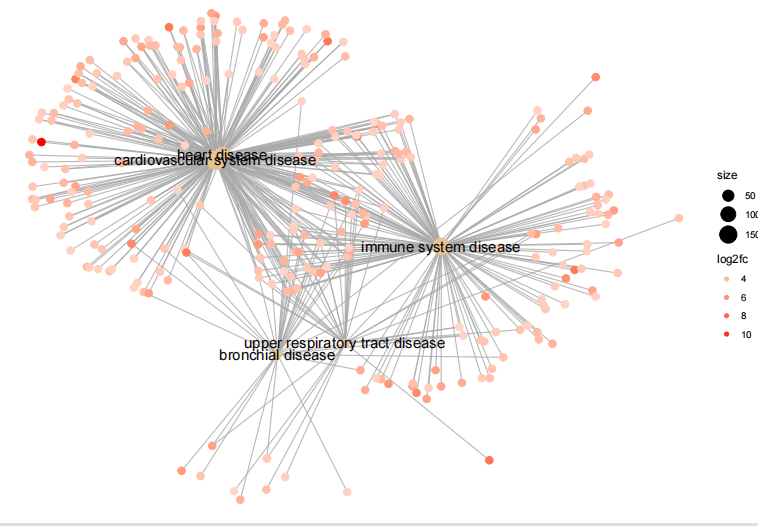 heart disease
cardiovascular system disease
immune system disease
upper respiratory tract disease
bronchial disease
size
50
100
150
log2fc
4
6
8
10